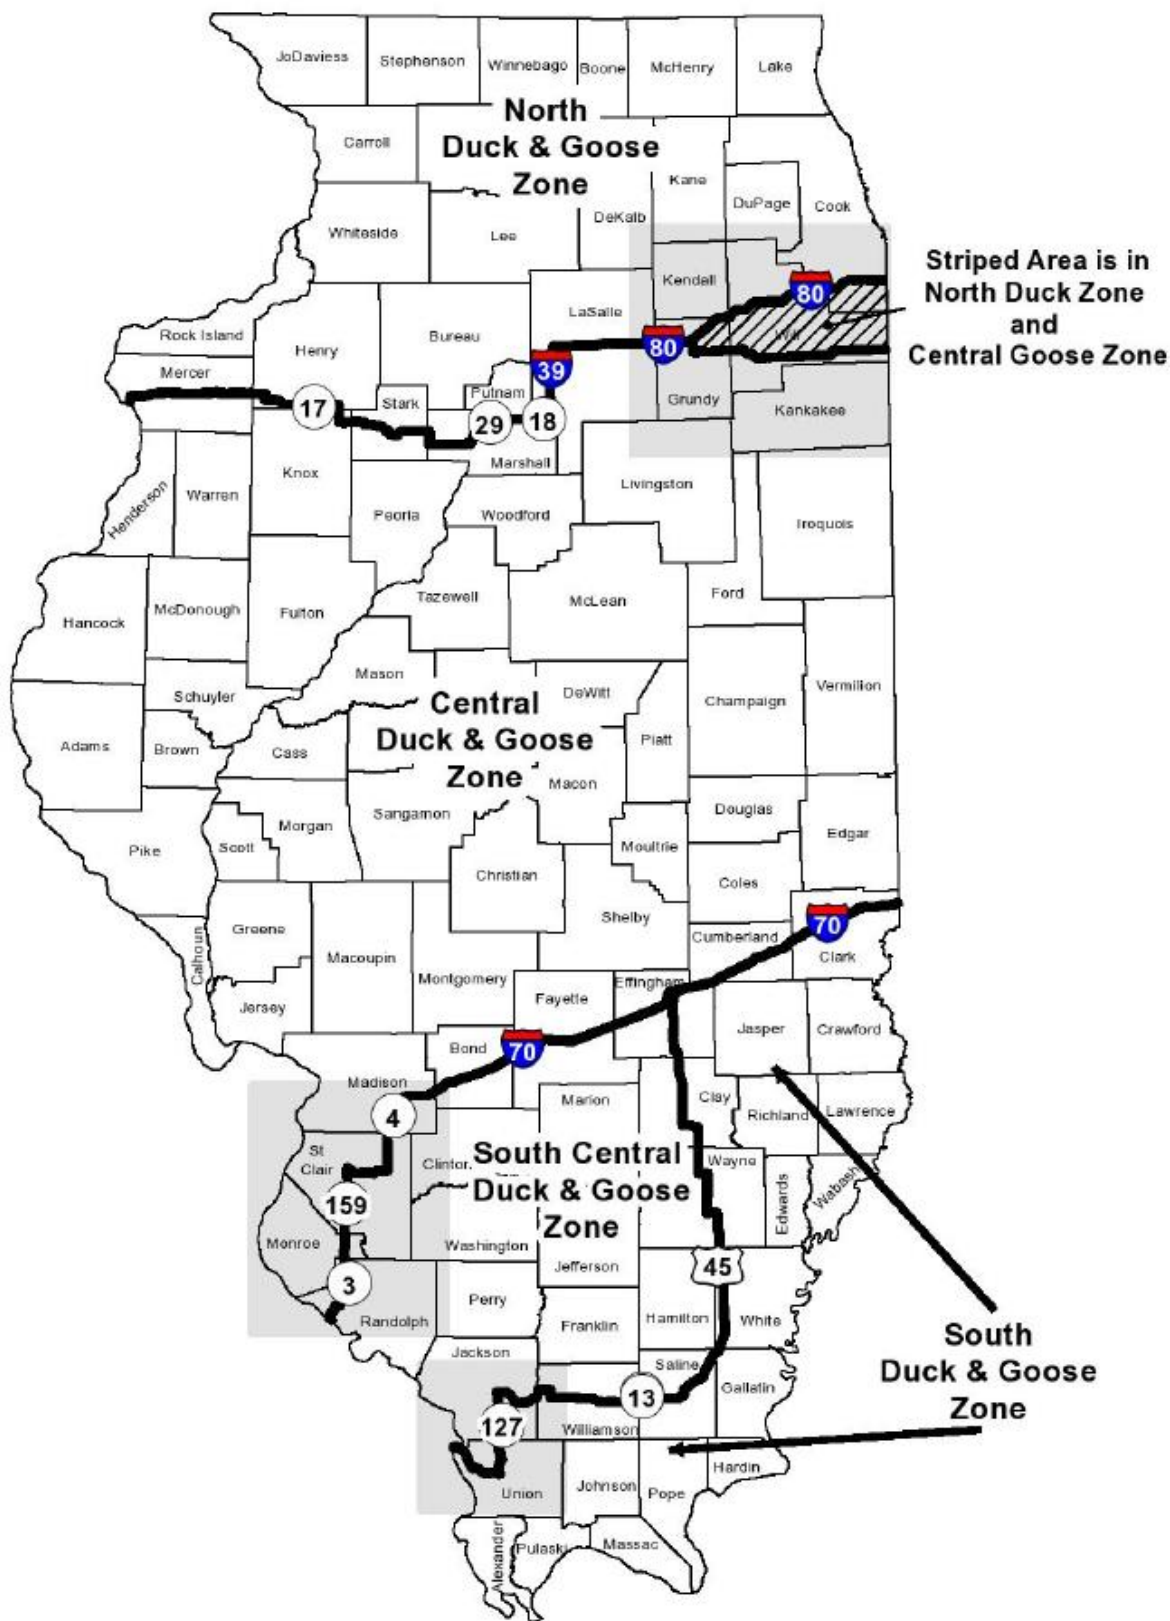 JoDaviess
Stephenson
Winnebago
Boone
McHenry
Lake
North
Duck & Goose
Zone
Carroll
Kane
DuPage
Cook
DeKalb
Whiteside
Lee
Kendall
80
Striped Area is in
North Duck Zone
and
Central Goose Zone
Rock Island
Henry
Bureau
LaSalle
80
Will
Mercer
39
Putnam
Stark
17
29
18
Grundy
Kankakee
Marshall
Knox
Henderson
Warren
Peoria
Woodford
Livingston
Iroquois
Hancock
McDonough
Fulton
Tazewell
McLean
Ford
Mason
Schuyler
DeWitt
Champaign
Vermilion
Central
Duck & Goose
Zone
Adams
Brown
Cass
Piatt
Macon
Pike
Scott
Morgan
Sangamon
Christian
Moultrie
Douglas
Edgar
Coles
Shelby
Greene
Calhoun
Macoupin
Montgomery
Cumberland
70
Clark
Jersey
Fayette
Effingham
Jasper
Crawford
Bond
70
Madison
4
Marion
Clay
Richland
Lawrence
St
Clair
Clinton
South Central
Duck & Goose
Zone
Wayne
Edwards
Wabash
159
Monroe
Washington
Jefferson
45
3
Randolph
Perry
Franklin
Hamilton
White
Jackson
Saline
Gallatin
South
Duck & Goose
Zone
13
127
Williamson
Union
Johnson
Pope
Hardin
Alexander
Pulaski
Massac